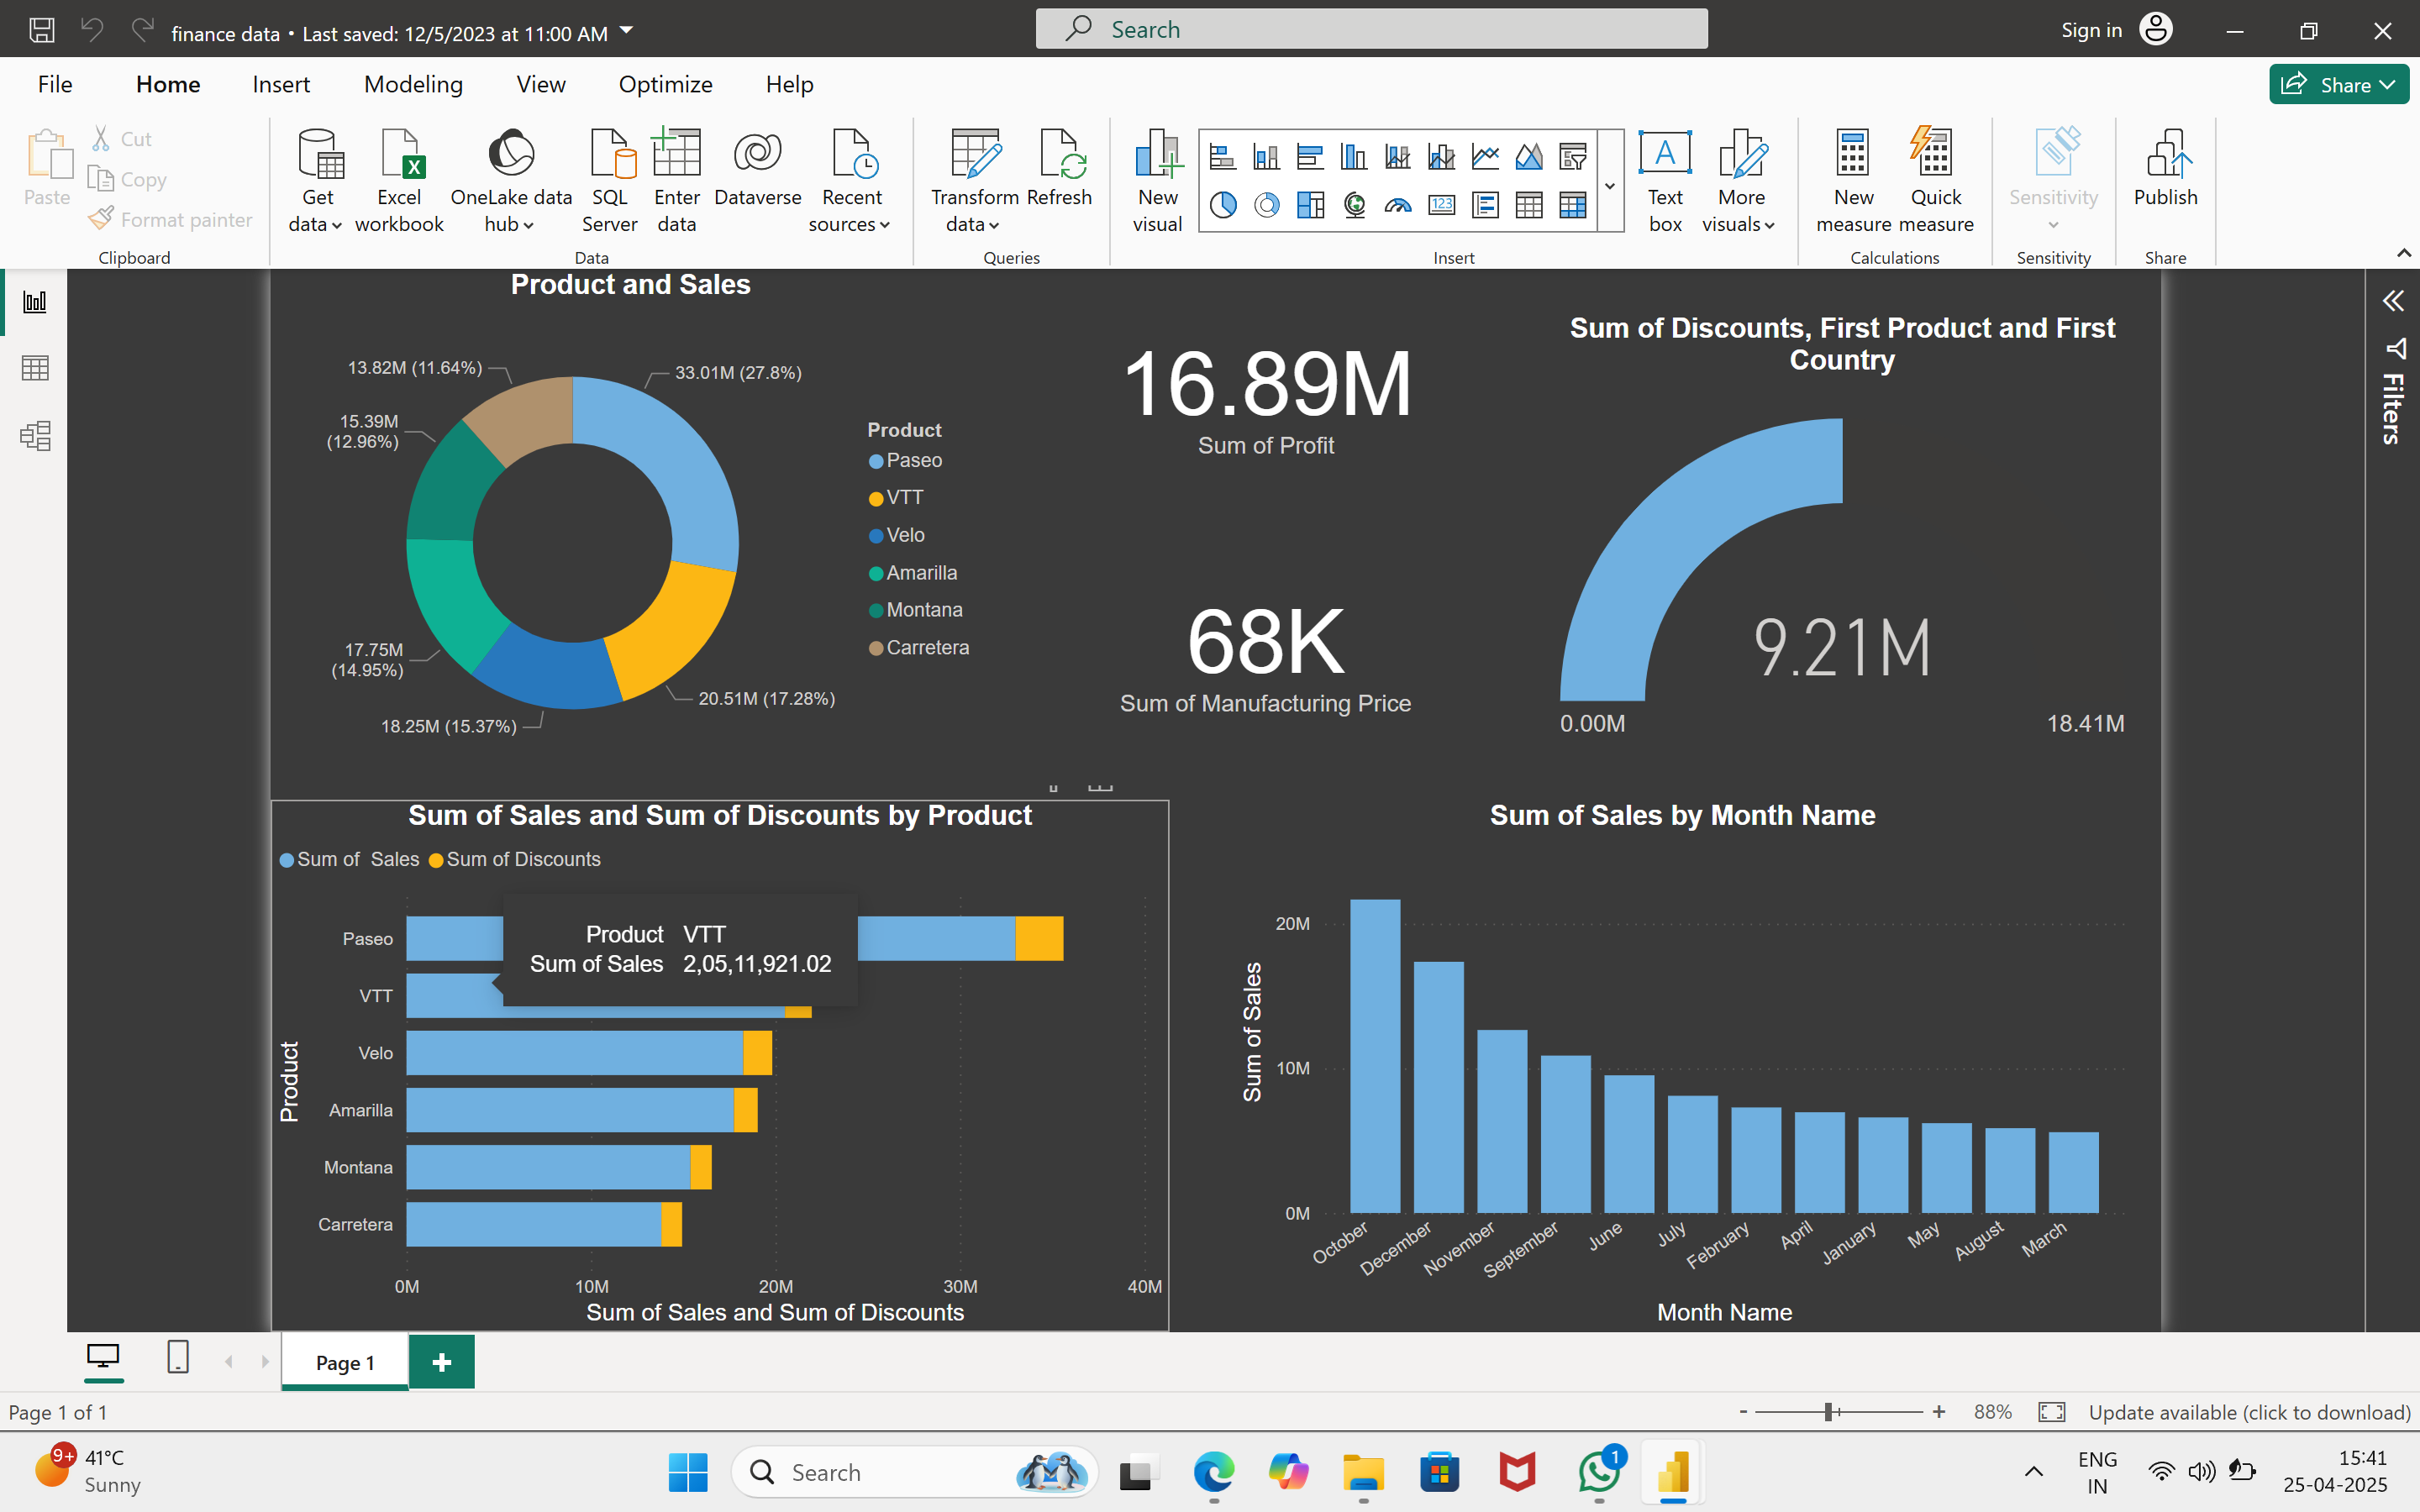 finance data • Last saved: 12/5/2023 at 11:00 AM
Search
Sign in
File
Home
Insert
Modeling
View
Optimize
Help
Share
Paste
Cut
Copy
Format painter
Clipboard
Get data
Excel workbook
OneLake data hub
SQL Server
Enter data
Dataverse
Recent sources
Data
Transform data
Refresh
Queries
New visual
123
A
Text box
More visuals
Insert
New measure
Quick measure
Calculations
Sensitivity
Sensitivity
Publish
Share
Product and Sales
13.82M (11.64%)
33.01M (27.8%)
15.39M
(12.96%)
17.75M
(14.95%)
18.25M (15.37%)
20.51M (17.28%)
Product
Paseo
VTT
Velo
Amarilla
Montana
Carretera
16.89M
Sum of Profit
68K
Sum of Manufacturing Price
Sum of Discounts, First Product and First
Country
9.21M
0.00M
18.41M
Filters
Sum of Sales and Sum of Discounts by Product
Sum of  Sales
Sum of Discounts
Product
Paseo
VTT
Velo
Amarilla
Montana
Carretera
Product VTT
Sum of Sales 2,05,11,921.02
0M
10M
20M
30M
40M
Sum of Sales and Sum of Discounts
Sum of Sales by Month Name
Sum of Sales
20M
10M
0M
October
December
November
September
June
July
February
April
January
May
August
March
Month Name
Page 1
Page 1 of 1
88%
Update available (click to download)
9+
41°C
Sunny
Search
1
ENG
IN
15:41
25-04-2025